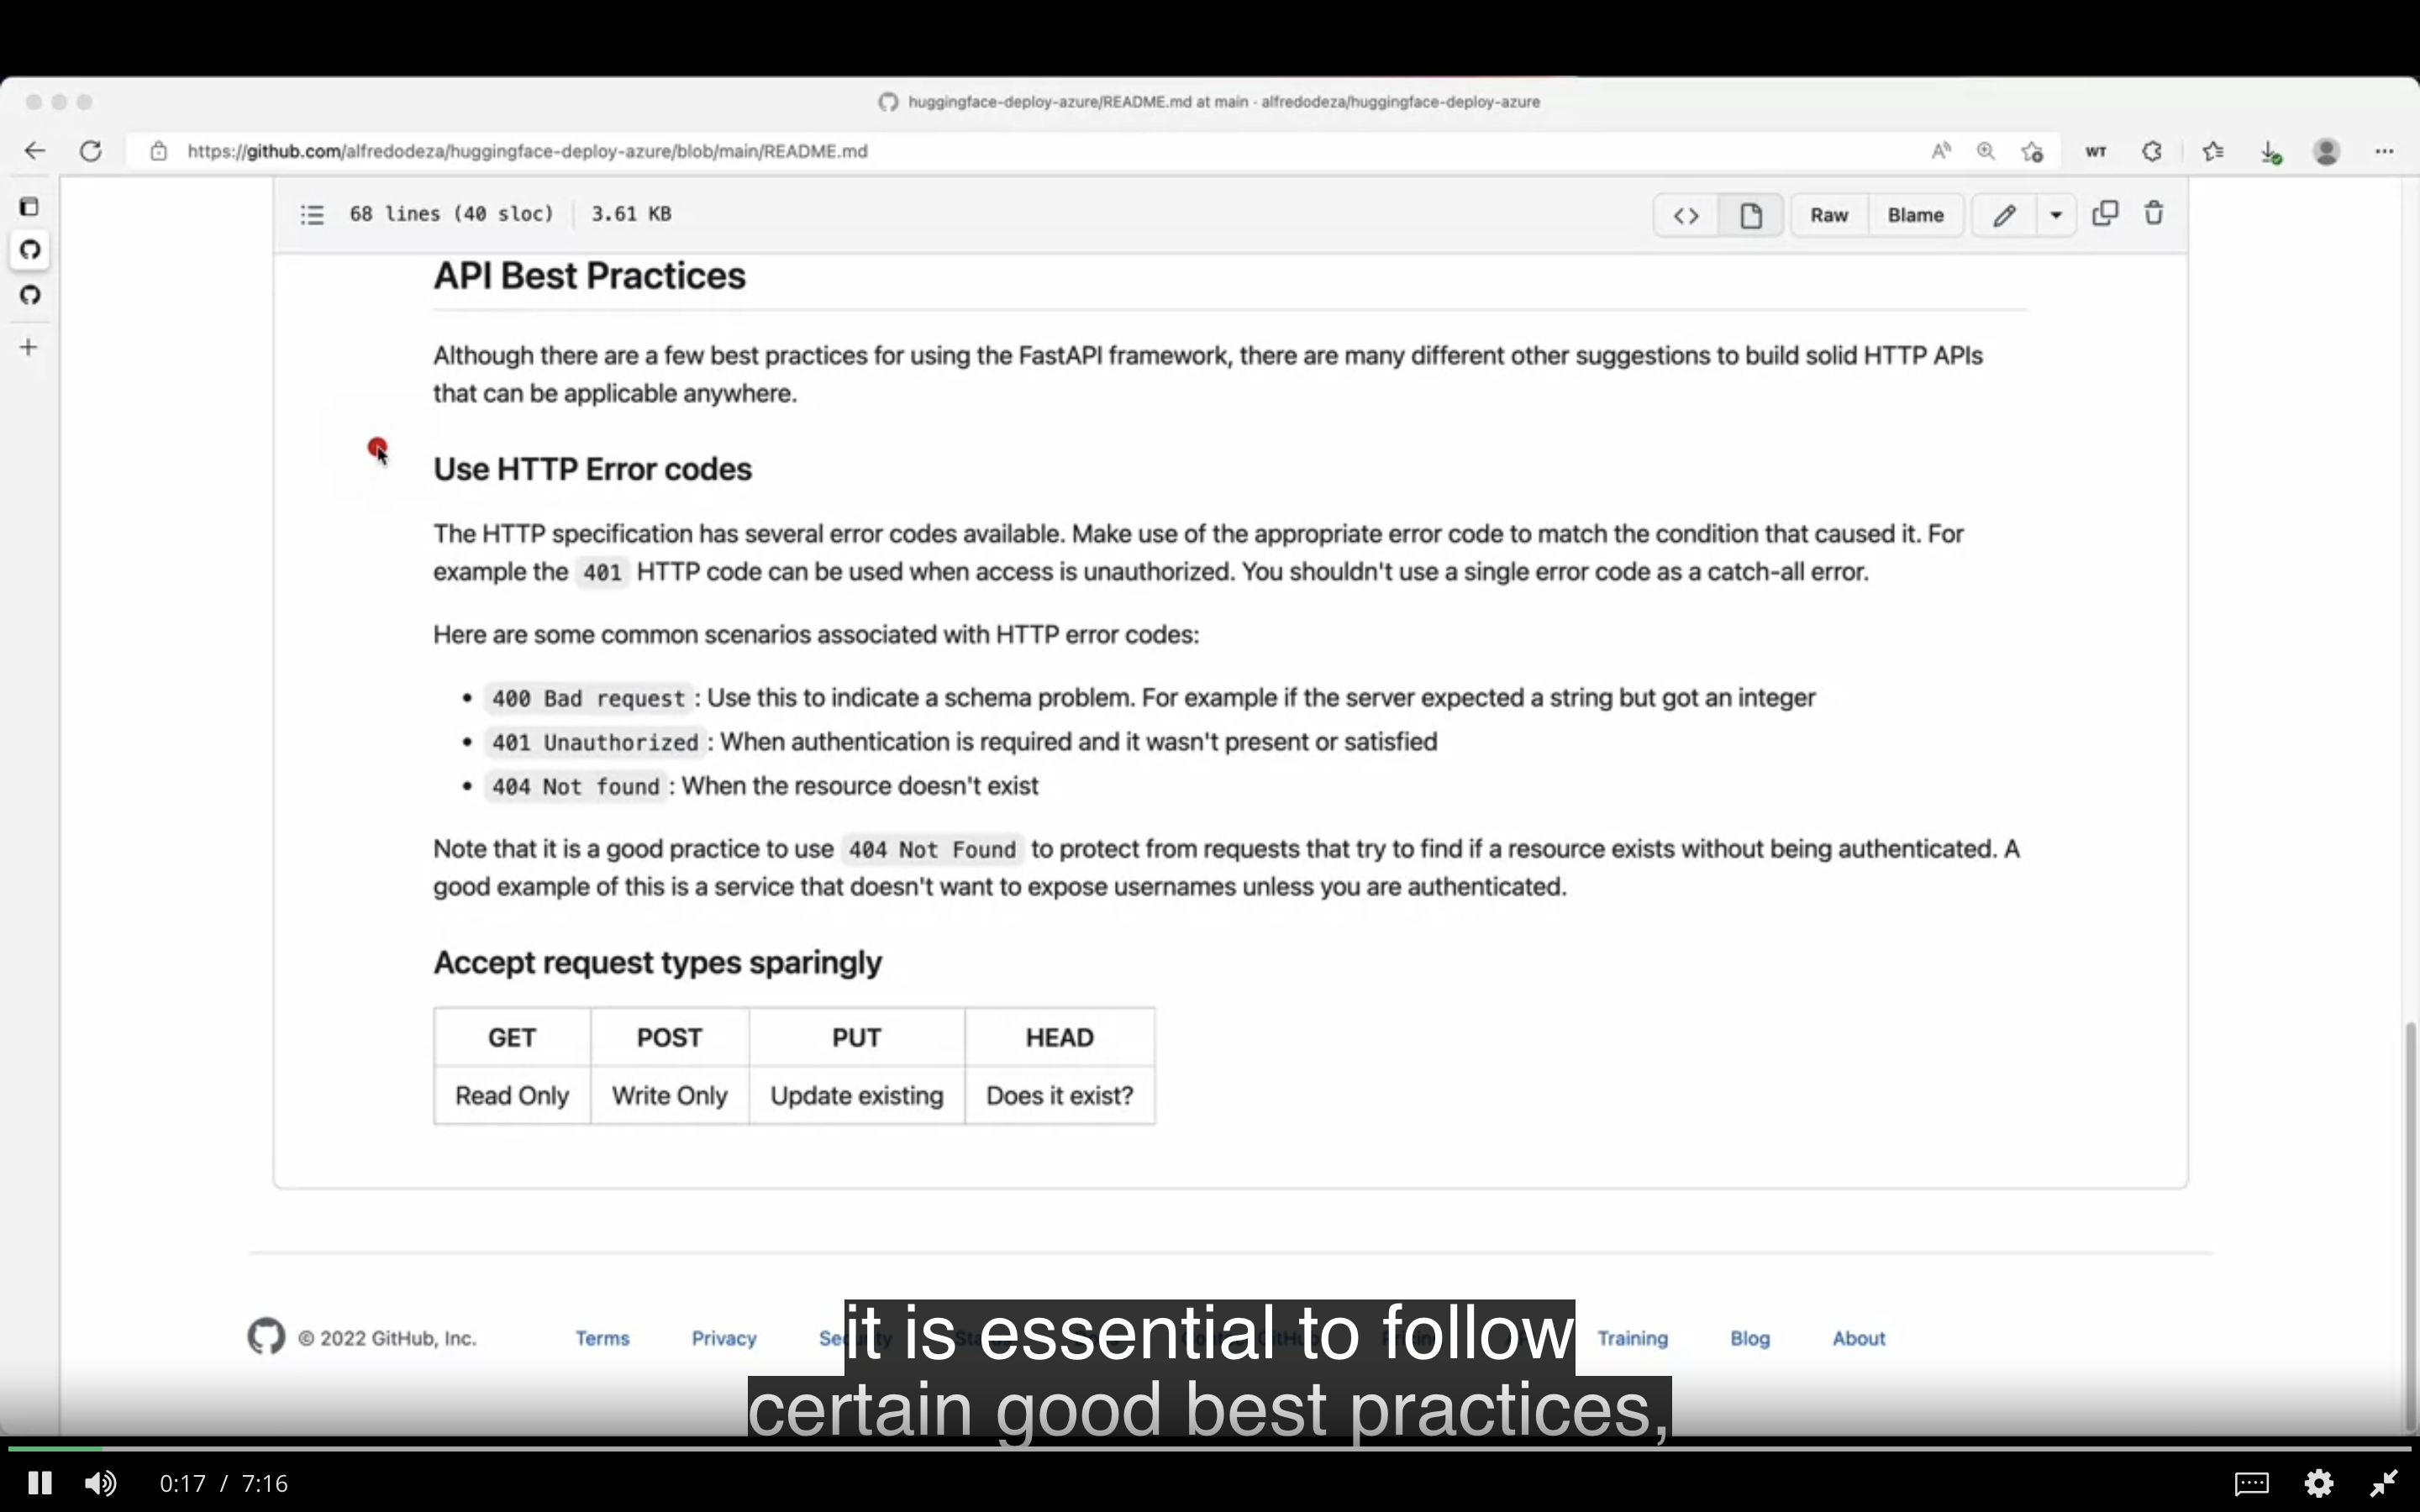 huggingface-deploy-azure/README.md at main - alfredodeza/huggingface-deploy-azure
https://github.com/alfredodeza/huggingface-deploy-azure/blob/main/README.md
A
WT
68 lines (40 sloc) 3.61 KB
Raw
Blame
API Best Practices
Although there are a few best practices for using the FastAPI framework, there are many different other suggestions to build solid HTTP APIs
that can be applicable anywhere.
Use HTTP Error codes
The HTTP specification has several error codes available. Make use of the appropriate error code to match the condition that caused it. For
example the 401 HTTP code can be used when access is unauthorized. You shouldn't use a single error code as a catch-all error.
Here are some common scenarios associated with HTTP error codes:
• 400 Bad request : Use this to indicate a schema problem. For example if the server expected a string but got an integer
• 401 Unauthorized : When authentication is required and it wasn't present or satisfied
• 404 Not found : When the resource doesn't exist
Note that it is a good practice to use 404 Not Found to protect from requests that try to find if a resource exists without being authenticated. A
good example of this is a service that doesn't want to expose usernames unless you are authenticated.
Accept request types sparingly
GET POST PUT HEAD
Read Only Write Only Update existing Does it exist?
© 2022 GitHub, Inc. Terms Privacy Security Training Blog About
it is essential to follow
certain good best practices,
0:17 / 7:16